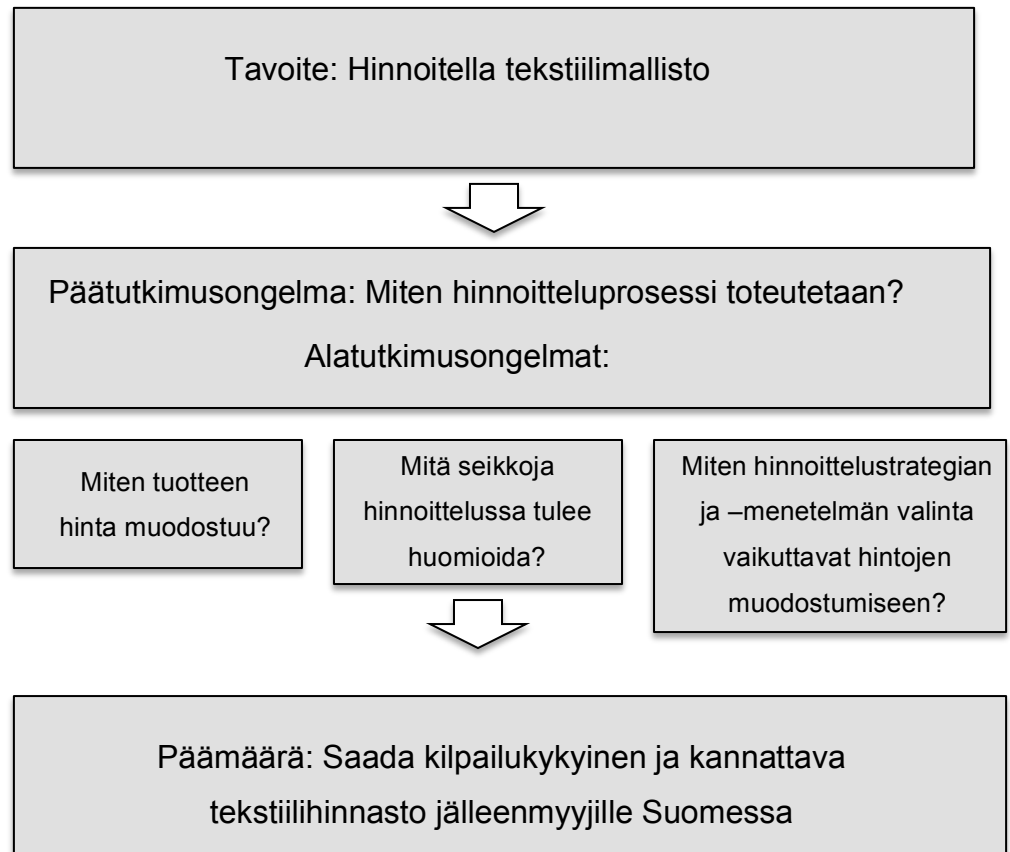 Tavoite: Hinnoitella tekstiilimallisto
Päätutkimusongelma: Miten hinnoitteluprosessi toteutetaan?
Alatutkimusongelmat:
Miten tuotteen
hinta muodostuu?
Mitä seikkoja
hinnoittelussa tulee
huomioida?
Miten hinnoittelustrategian
ja –menetelmän valinta
vaikuttavat hintojen
muodostumiseen?
Päämäärä: Saada kilpailukykyinen ja kannattava
tekstiilihinnasto jälleenmyyjille Suomessa